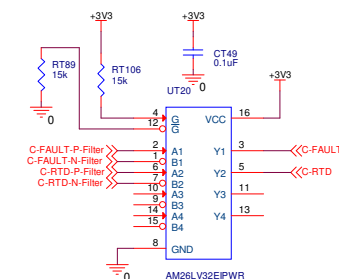 +3V3
+3V3
RT89
15k
RT106
15k
CT49
0.1uF
0
0
UT20
+3V3
4 G VCC 16
12 G
C-FAULT-P-Filter 2 A1 Y1 3 C-FAULT
C-FAULT-N-Filter 1 B1
C-RTD-P-Filter 6 A2 Y2 5 C-RTD
C-RTD-N-Filter 7 B2
10 A3 Y3 11
9 B3
14 A4 Y4 13
15 B4
8 GND
0
AM26LV32EIPWR